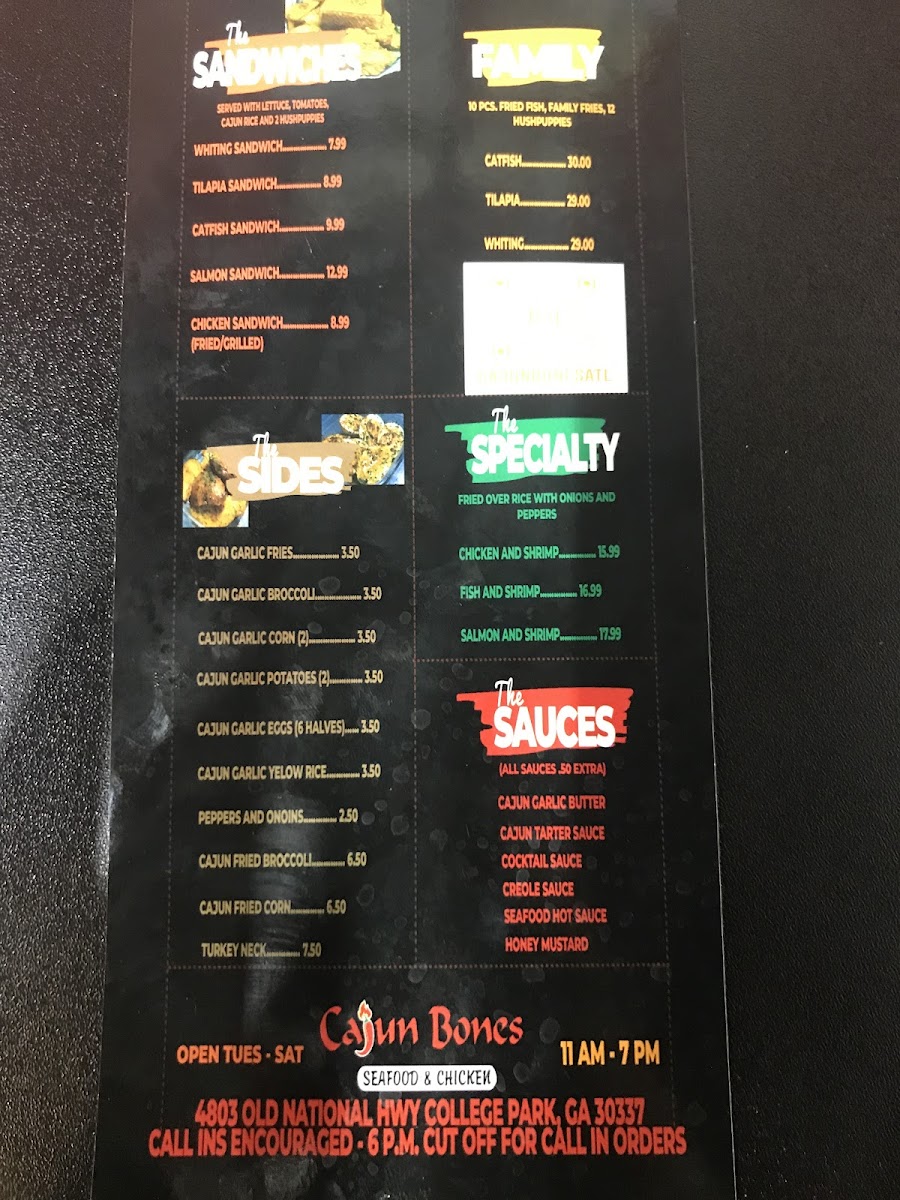 The
SANDWICHES
SERVED WITH LETTUCE, TOMATOES,
CAJUN RICE AND 2 HUSHPUPPIES
WHITING SANDWICH.................... 7.99
TILAPIA SANDWICH.................... 8.99
CATFISH SANDWICH.................... 9.99
SALMON SANDWICH.................... 12.99
CHICKEN SANDWICH.................... 8.99
(FRIED/GRILLED)
FAMILY
10 PCS. FRIED FISH, FAMILY FRIES, 12
HUSHPUPPIES
CATFISH.................... 30.00
TILAPIA.................... 29.00
WHITING.................... 29.00
The
SIDES
CAJUN GARLIC FRIES.................... 3.50
CAJUN GARLIC BROCCOLI.................... 3.50
CAJUN GARLIC CORN (2).................... 3.50
CAJUN GARLIC POTATOES (2).............. 3.50
CAJUN GARLIC EGGS (6 HALVES)...... 3.50
CAJUN GARLIC YELOW RICE.............. 3.50
PEPPERS AND ONOINS.............. 2.50
CAJUN FRIED BROCCOLI.............. 6.50
CAJUN FRIED CORN.............. 6.50
TURKEY NECK.............. 7.50
The
SPECIALTY
FRIED OVER RICE WITH ONIONS AND
PEPPERS
CHICKEN AND SHRIMP................ 15.99
FISH AND SHRIMP................ 16.99
SALMON AND SHRIMP................ 17.99
The
SAUCES
(ALL SAUCES .50 EXTRA)
CAJUN GARLIC BUTTER
CAJUN TARTER SAUCE
COCKTAIL SAUCE
CREOLE SAUCE
SEAFOOD HOT SAUCE
HONEY MUSTARD
OPEN TUES - SAT
Cajun Bones
SEAFOOD & CHICKEN
11 AM - 7 PM
4803 OLD NATIONAL HWY COLLEGE PARK, GA 30337
CALL INS ENCOURAGED - 6 P.M. CUT OFF FOR CALL IN ORDERS